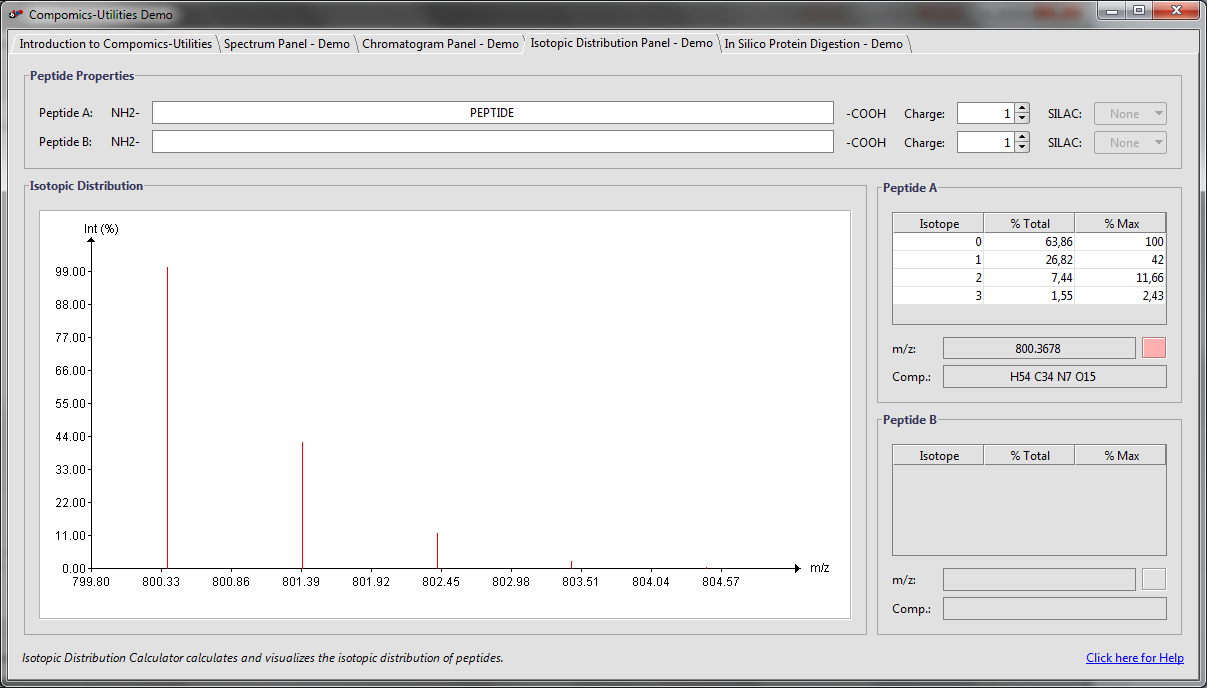 Compomics-Utilities Demo
Introduction to Compomics-Utilities Spectrum Panel - Demo Chromatogram Panel - Demo Isotopic Distribution Panel - Demo In Silico Protein Digestion - Demo
Peptide Properties
Peptide A: NH2- PEPTIDE -COOH Charge: 1 SILAC: None
Peptide B: NH2- -COOH Charge: 1 SILAC: None
Isotopic Distribution
Int (%)
99.00
88.00
77.00
66.00
55.00
44.00
33.00
22.00
11.00
0.00
799.80 800.33 800.86 801.39 801.92 802.45 802.98 803.51 804.04 804.57 m/z
Peptide A
Isotope % Total % Max
0 63,86 100
1 26,82 42
2 7,44 11,66
3 1,55 2,43
m/z: 800.3678
Comp.: H54 C34 N7 O15
Peptide B
Isotope % Total % Max
m/z:
Comp.:
Isotopic Distribution Calculator calculates and visualizes the isotopic distribution of peptides.
Click here for Help